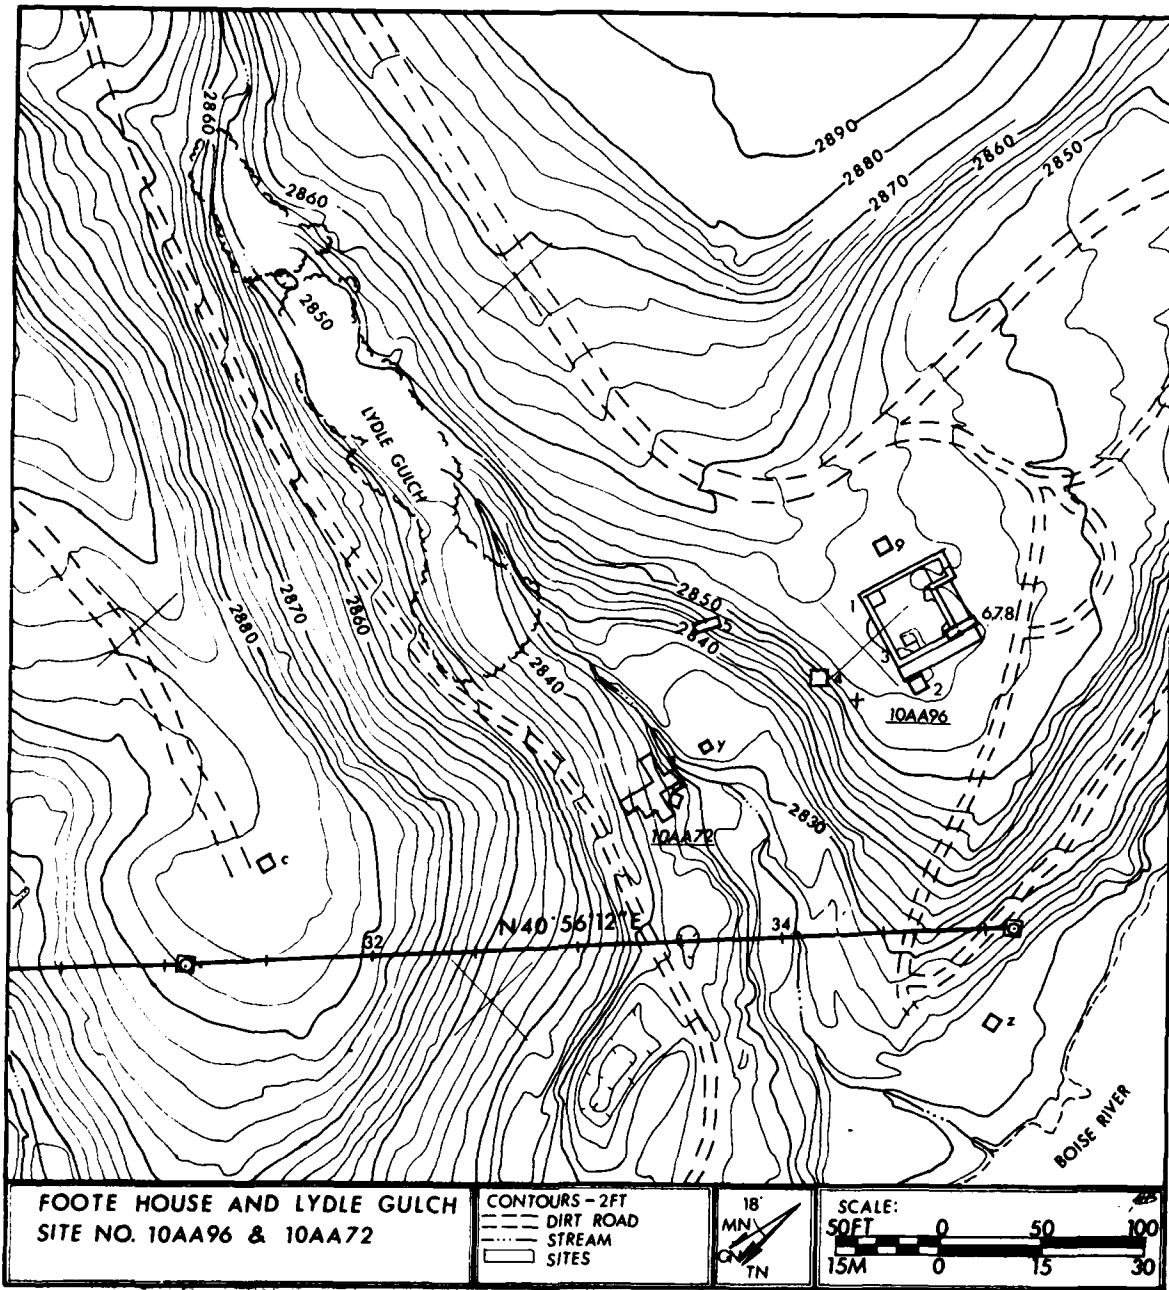 2890
2880
2870
2860
2850
2860
2860
2850
LYDLE GULCH
2880
2870
2860
2850
2840
2840
2830
9
1
6,7,8
3
5
4
2
X
10AA96
y
10AA72
c
N40°56'12"E
32
34
z
BOISE RIVER
FOOTE HOUSE AND LYDLE GULCH
SITE NO. 10AA96 & 10AA72
CONTOURS - 2FT
DIRT ROAD
STREAM
SITES
18°
MN
GN
TN
SCALE:
50FT 0 50 100
15M 0 15 30